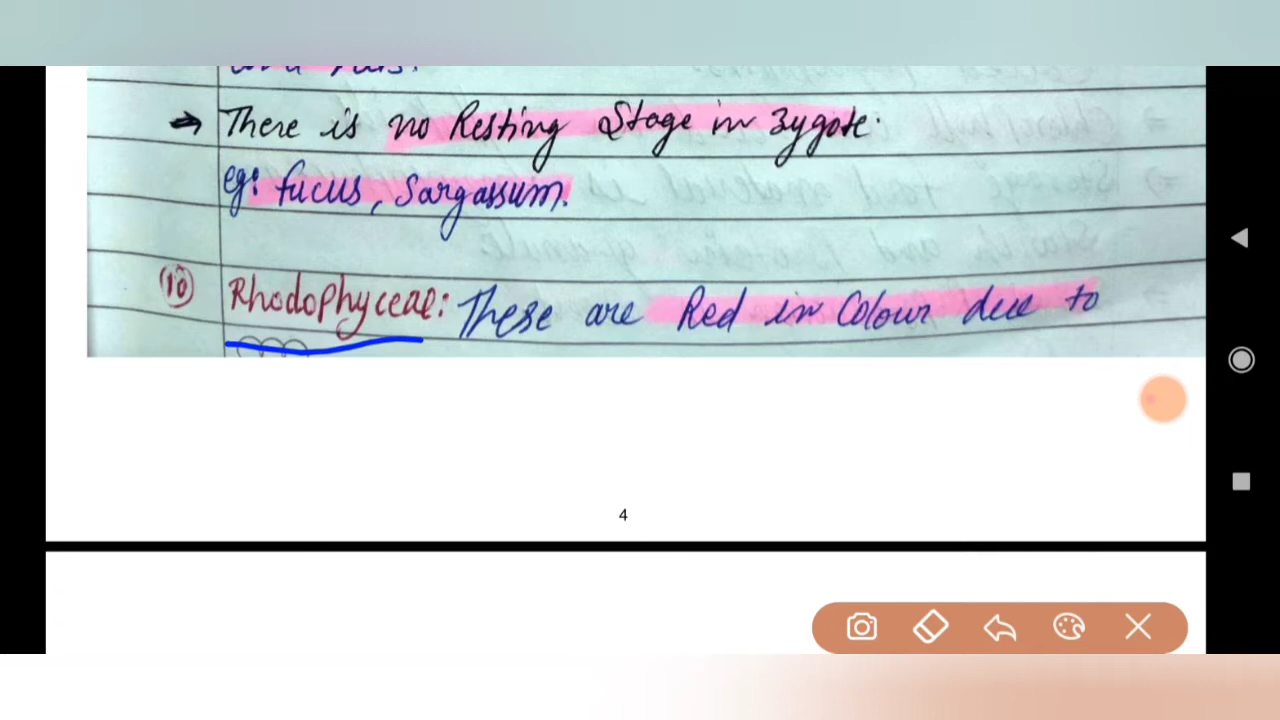 → There is no Resting Stage in Zygote.
eg: fucus, Sargassum.
(10) Rhodophyceae: These are Red in Colour due to
4